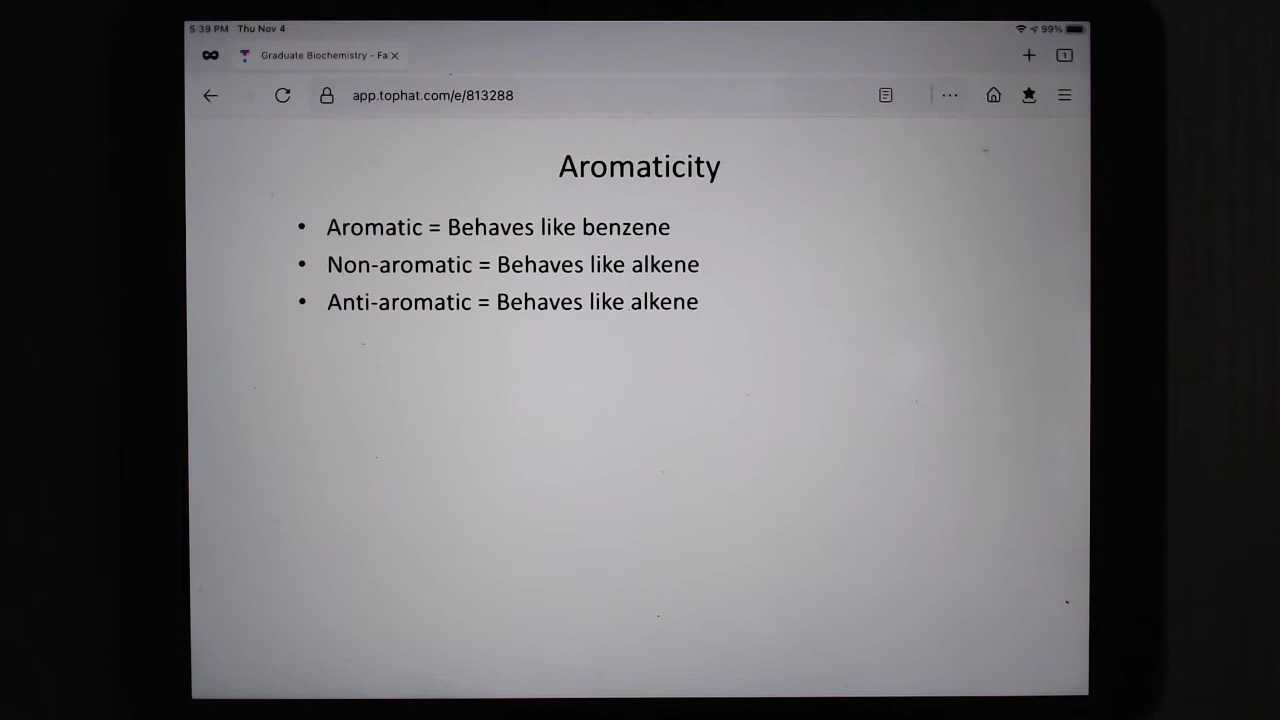 5:39 PM Thu Nov 4
99%
Graduate Biochemistry - Fa
1
app.tophat.com/e/813288
Aromaticity
• Aromatic = Behaves like benzene
• Non-aromatic = Behaves like alkene
• Anti-aromatic = Behaves like alkene